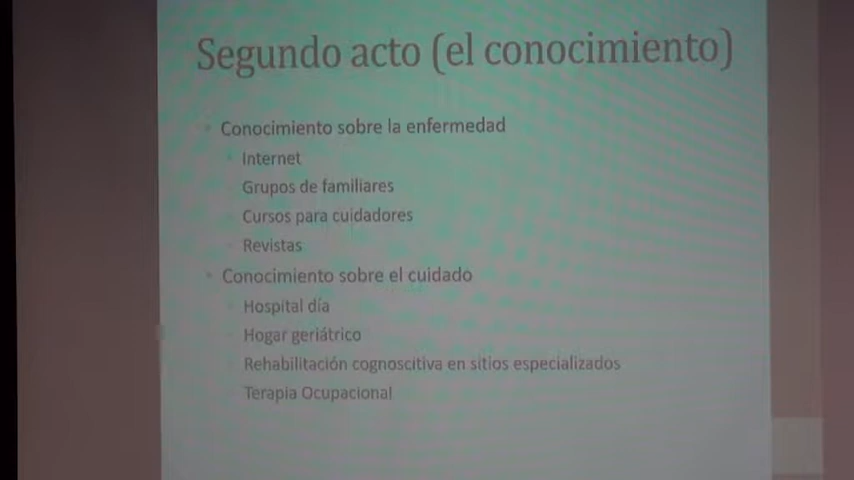 Segundo acto (el conocimiento)
Conocimiento sobre la enfermedad
Internet
Grupos de familiares
Cursos para cuidadores
Revistas
Conocimiento sobre el cuidado
Hospital día
Hogar geriátrico
Rehabilitación cognoscitiva en sitios especializados
Terapia Ocupacional